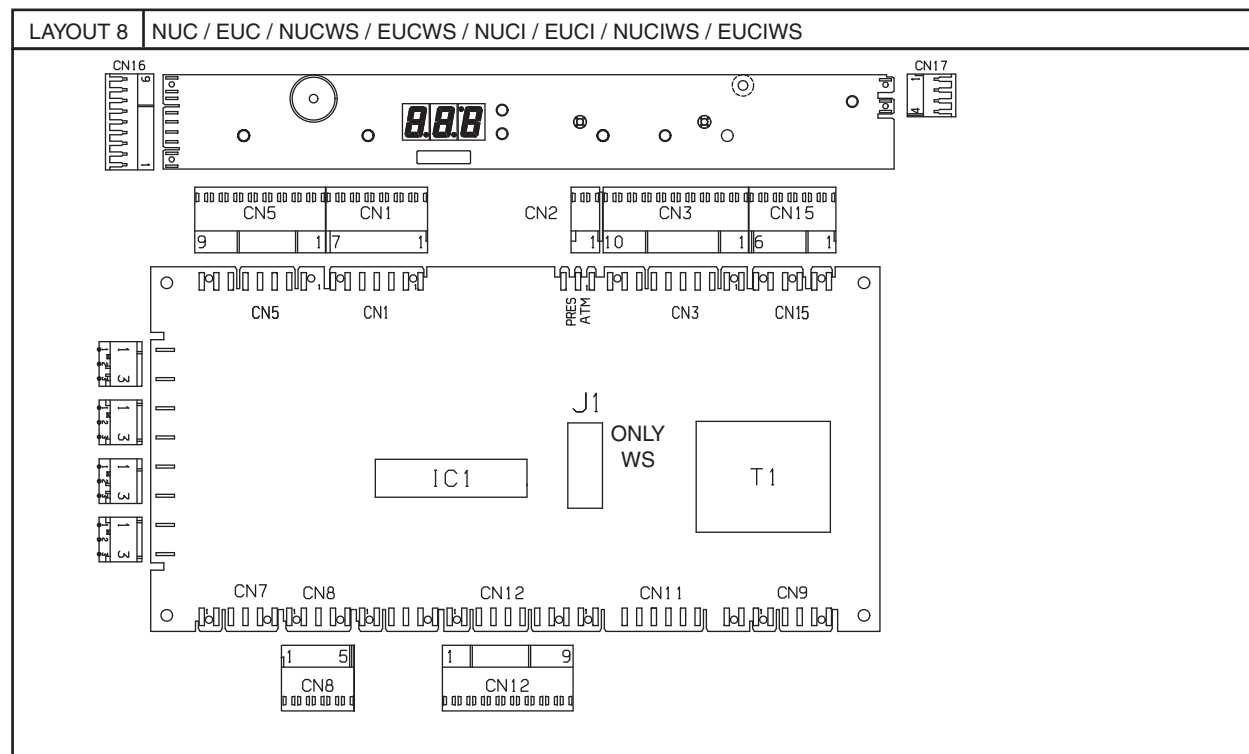 LAYOUT 8 NUC / EUC / NUCWS / EUCWS / NUCI / EUCI / NUCIWS / EUCIWS
CN16 CN17
9 1
1 4
8.8.8
CN5 CN1 CN2 CN3 CN15
9 1 7 1 1 10 1 6 1
CN5 CN1 PRES ATM CN3 CN15
1 3
1 3
1 3
1 3
J1
ONLY
WS
IC1 T1
CN7 CN8 CN12 CN11 CN9
1 5 1 9
CN8 CN12